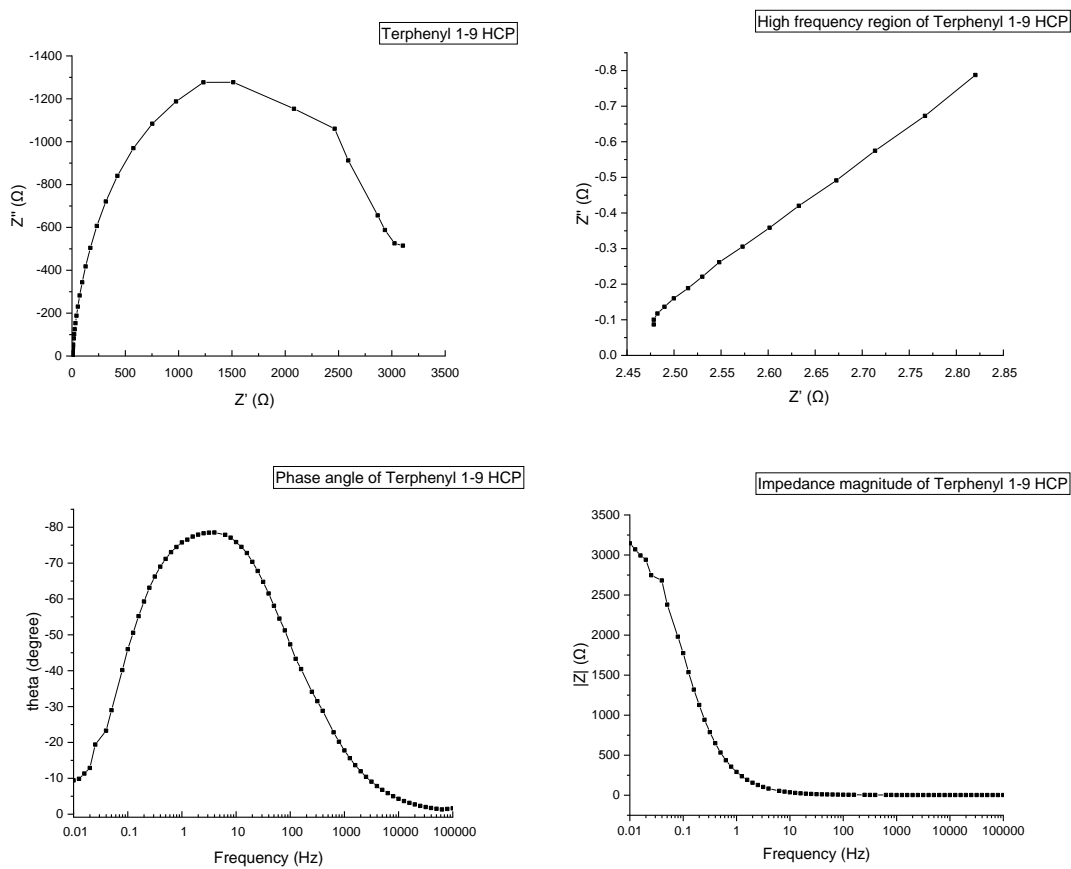 Terphenyl 1-9 HCP
-1400
-1200
-1000
-800
-600
-400
-200
0
Z'' (Ω)
0 500 1000 1500 2000 2500 3000 3500
Z' (Ω)
High frequency region of Terphenyl 1-9 HCP
-0.8
-0.7
-0.6
-0.5
-0.4
-0.3
-0.2
-0.1
0.0
Z'' (Ω)
2.45 2.50 2.55 2.60 2.65 2.70 2.75 2.80 2.85
Z' (Ω)
Phase angle of Terphenyl 1-9 HCP
-80
-70
-60
-50
-40
-30
-20
-10
0
theta (degree)
0.01 0.1 1 10 100 1000 10000 100000
Frequency (Hz)
Impedance magnitude of Terphenyl 1-9 HCP
3500
3000
2500
2000
1500
1000
500
0
|Z| (Ω)
0.01 0.1 1 10 100 1000 10000 100000
Frequency (Hz)